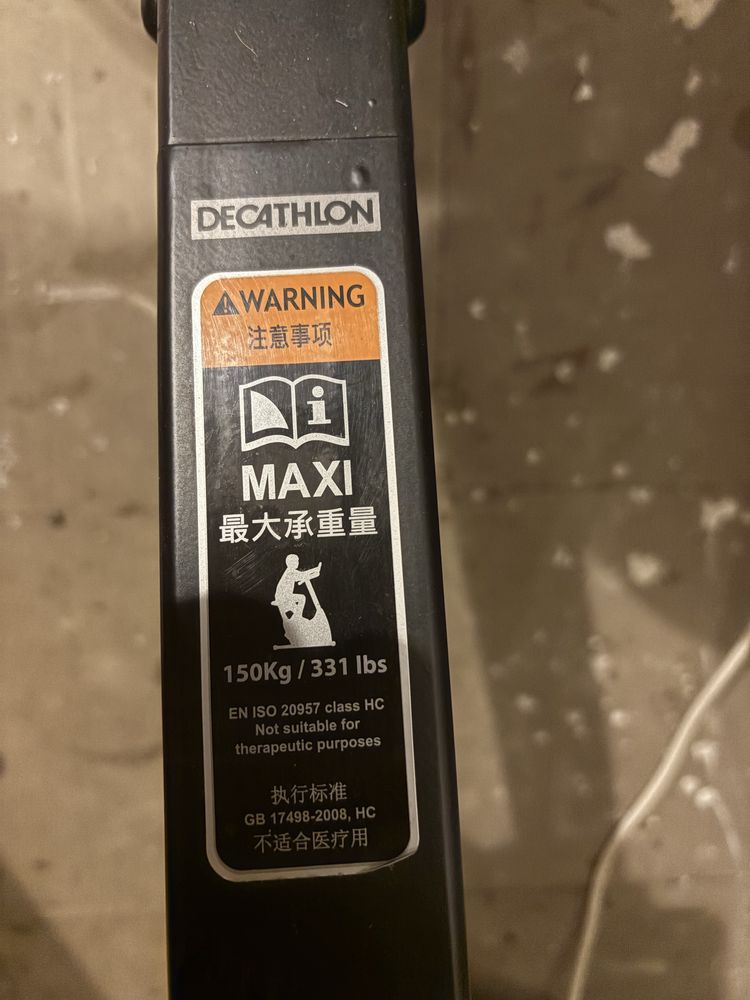 DECATHLON
WARNING
注意事项
i
MAXI
最大承重量
150Kg / 331 lbs
EN ISO 20957 class HC
Not suitable for
therapeutic purposes
执行标准
GB 17498-2008, HC
不适合医疗用